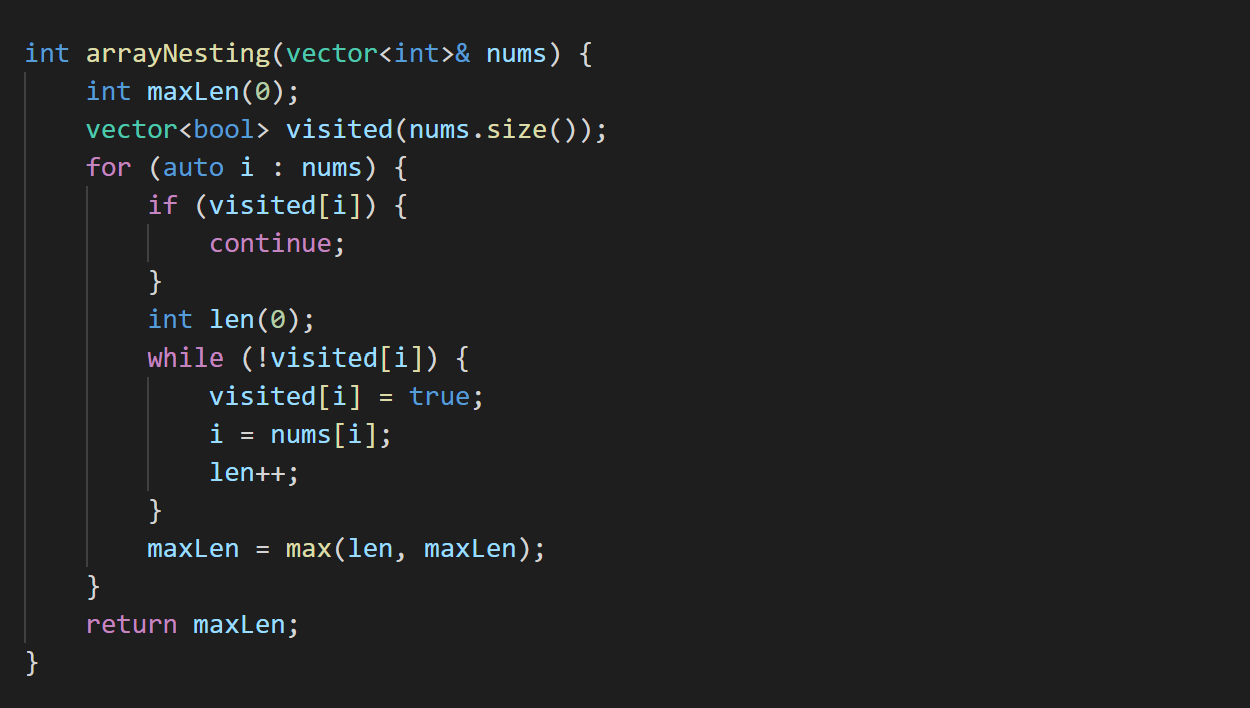 int arrayNesting(vector<int>& nums) {
    int maxLen(0);
    vector<bool> visited(nums.size());
    for (auto i : nums) {
        if (visited[i]) {
            continue;
        }
        int len(0);
        while (!visited[i]) {
            visited[i] = true;
            i = nums[i];
            len++;
        }
        maxLen = max(len, maxLen);
    }
    return maxLen;
}